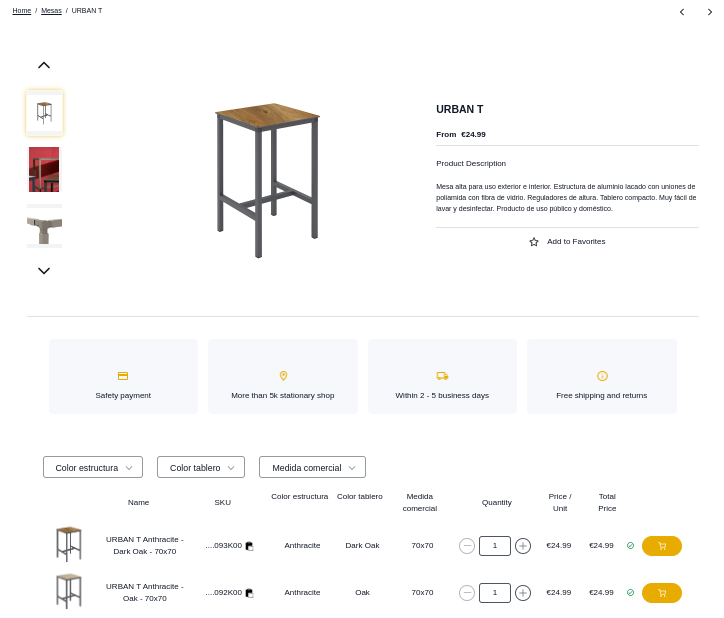 Home / Mesas / URBAN T
URBAN T
From €24.99
Product Description
Mesa alta para uso exterior e interior. Estructura de aluminio lacado con uniones de
poliamida con fibra de vidrio. Reguladores de altura. Tablero compacto. Muy fácil de
lavar y desinfectar. Producto de uso público y doméstico.
Add to Favorites
Safety payment
More than 5k stationary shop
Within 2 - 5 business days
Free shipping and returns
Color estructura
Color tablero
Medida comercial
Name SKU Color estructura Color tablero Medida comercial Quantity Price / Unit Total Price
URBAN T Anthracite - Dark Oak - 70x70 ....093K00 Anthracite Dark Oak 70x70 1 €24.99 €24.99
URBAN T Anthracite - Oak - 70x70 ....092K00 Anthracite Oak 70x70 1 €24.99 €24.99